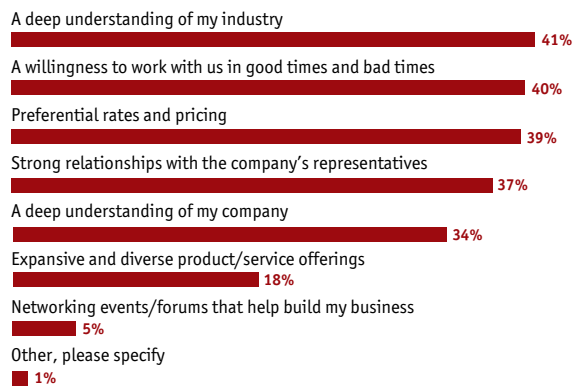 A deep understanding of my industry
41%
A willingness to work with us in good times and bad times
40%
Preferential rates and pricing
39%
Strong relationships with the company’s representatives
37%
A deep understanding of my company
34%
Expansive and diverse product/service offerings
18%
Networking events/forums that help build my business
5%
Other, please specify
1%